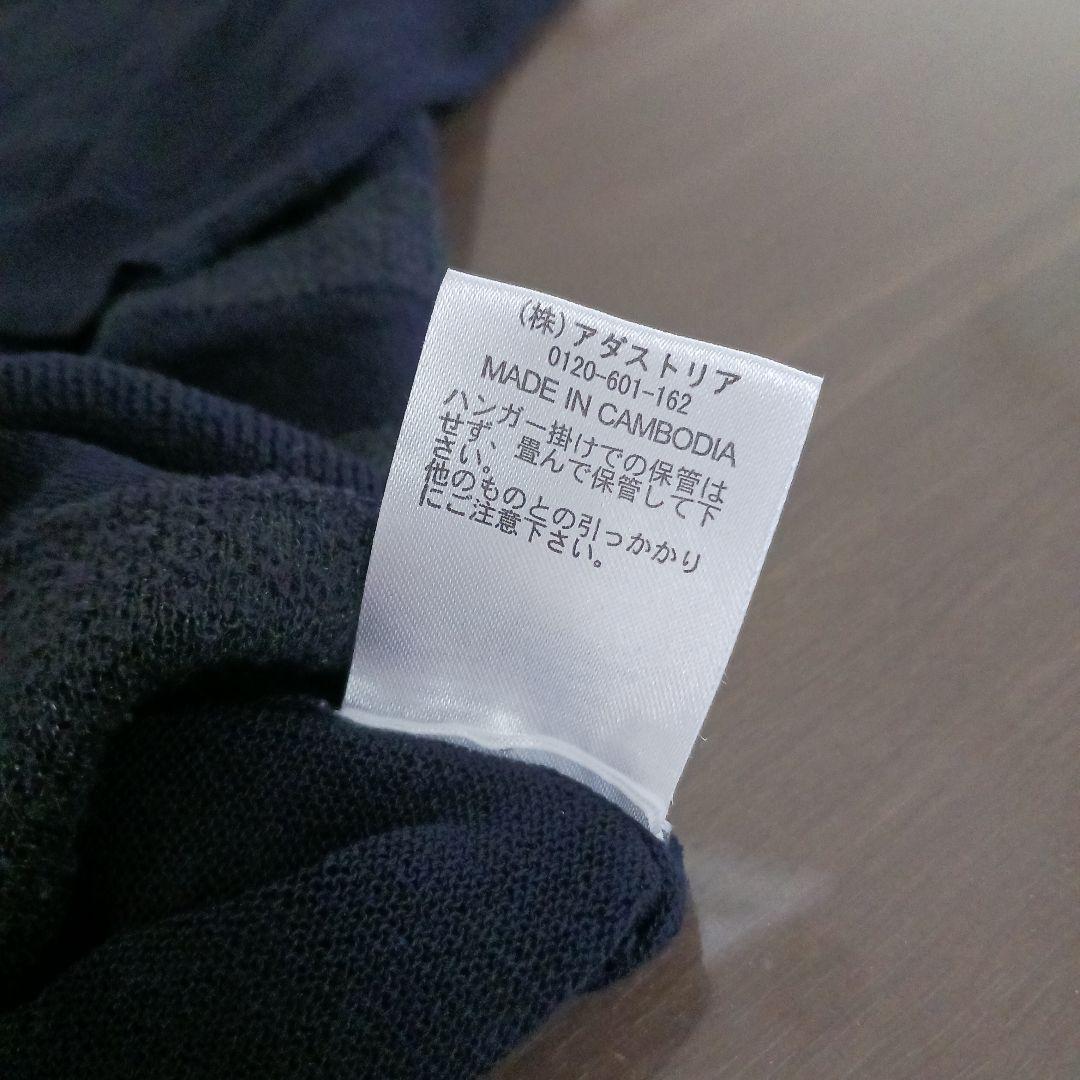 (株)アダストリア
0120-601-162
MADE IN CAMBODIA
ハンガー掛けでの保管は
せず、畳んで保管して下
さい。
他のものとの引っかかり
にご注意下さい。